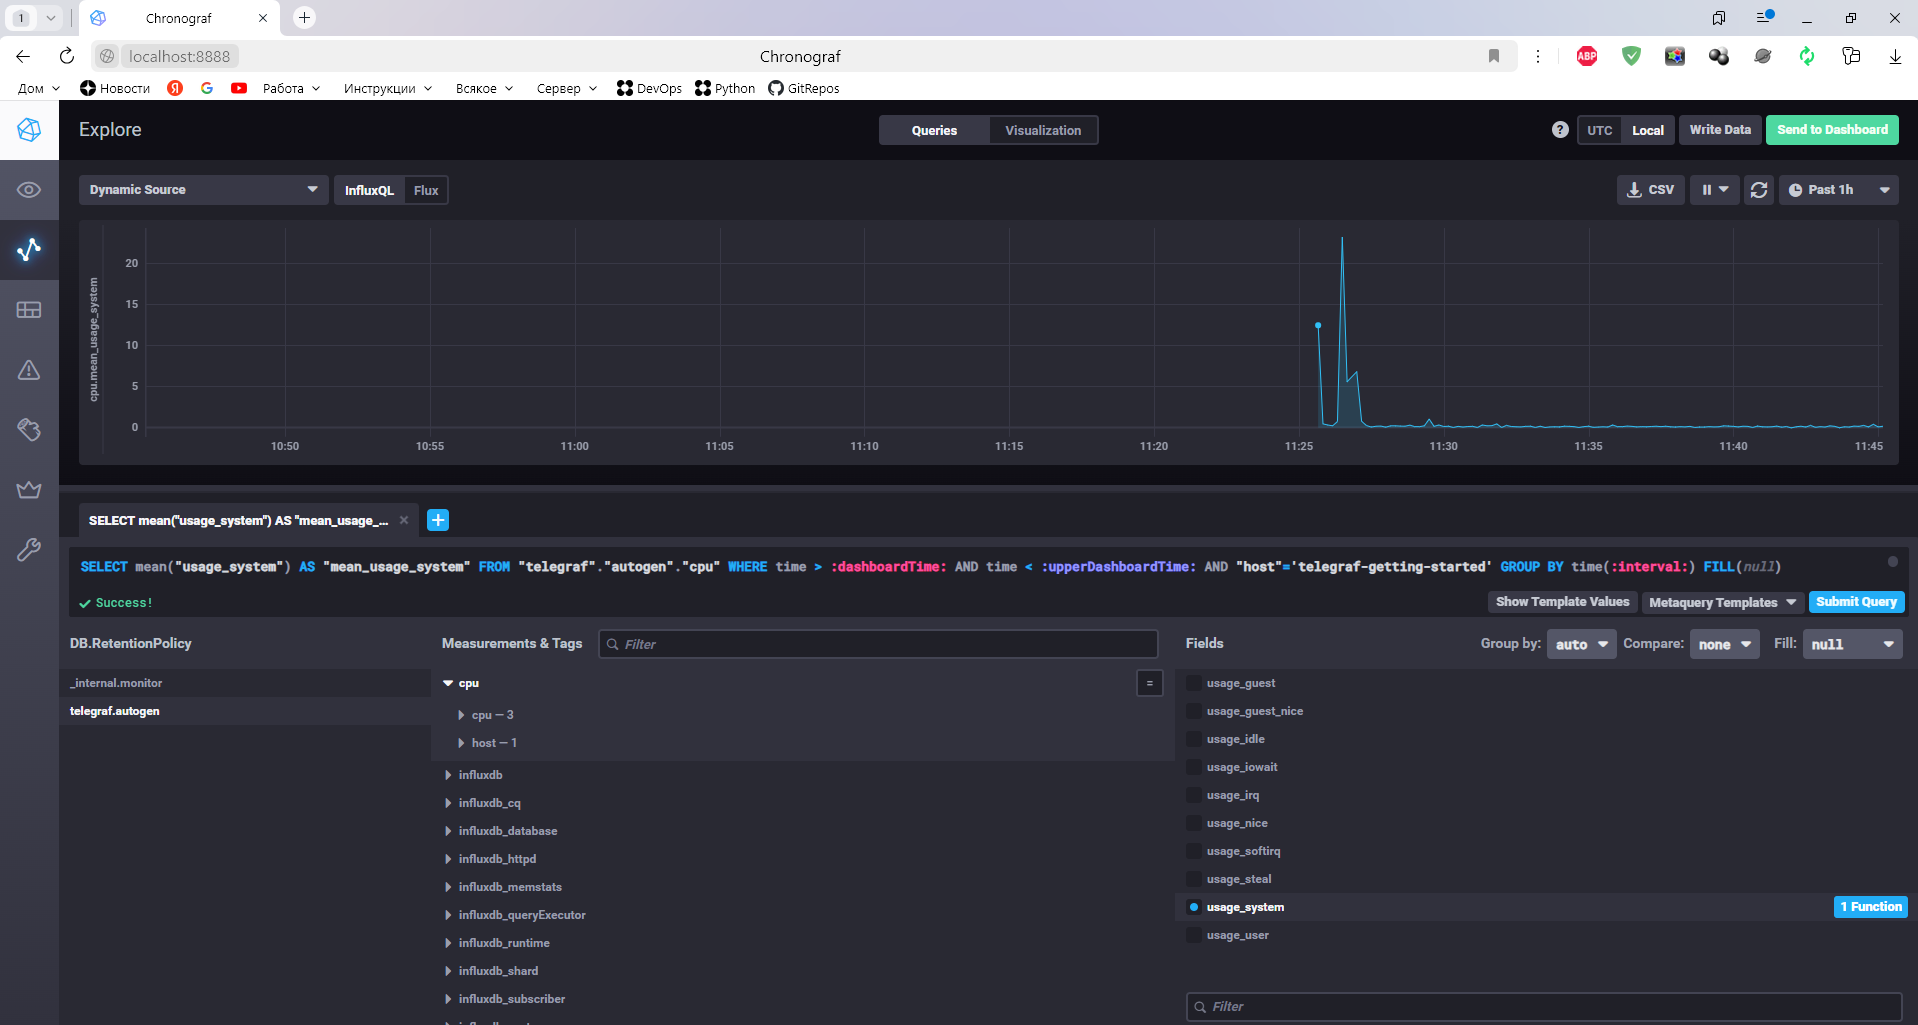 1
Chronograf
localhost:8888
Chronograf
ABP
Дом
Новости
Я
G
Работа
Инструкции
Всякое
Сервер
DevOps
Python
GitRepos
Explore
Queries
Visualization
?
UTC
Local
Write Data
Send to Dashboard
Dynamic Source
InfluxQL
Flux
CSV
Past 1h
cpu.mean_usage_system
20
15
10
5
0
10:50
10:55
11:00
11:05
11:10
11:15
11:20
11:25
11:30
11:35
11:40
11:45
SELECT mean("usage_system") AS "mean_usage_...
SELECT mean("usage_system") AS "mean_usage_system" FROM "telegraf"."autogen"."cpu" WHERE time > :dashboardTime: AND time < :upperDashboardTime: AND "host"='telegraf-getting-started' GROUP BY time(:interval:) FILL(null)
Success!
Show Template Values
Metaquery Templates
Submit Query
DB.RetentionPolicy
_internal.monitor
telegraf.autogen
Measurements & Tags
Filter
cpu
=
cpu — 3
host — 1
influxdb
influxdb_cq
influxdb_database
influxdb_httpd
influxdb_memstats
influxdb_queryExecutor
influxdb_runtime
influxdb_shard
influxdb_subscriber
Fields
Group by:
auto
Compare:
none
Fill:
null
usage_guest
usage_guest_nice
usage_idle
usage_iowait
usage_irq
usage_nice
usage_softirq
usage_steal
usage_system
1 Function
usage_user
Filter